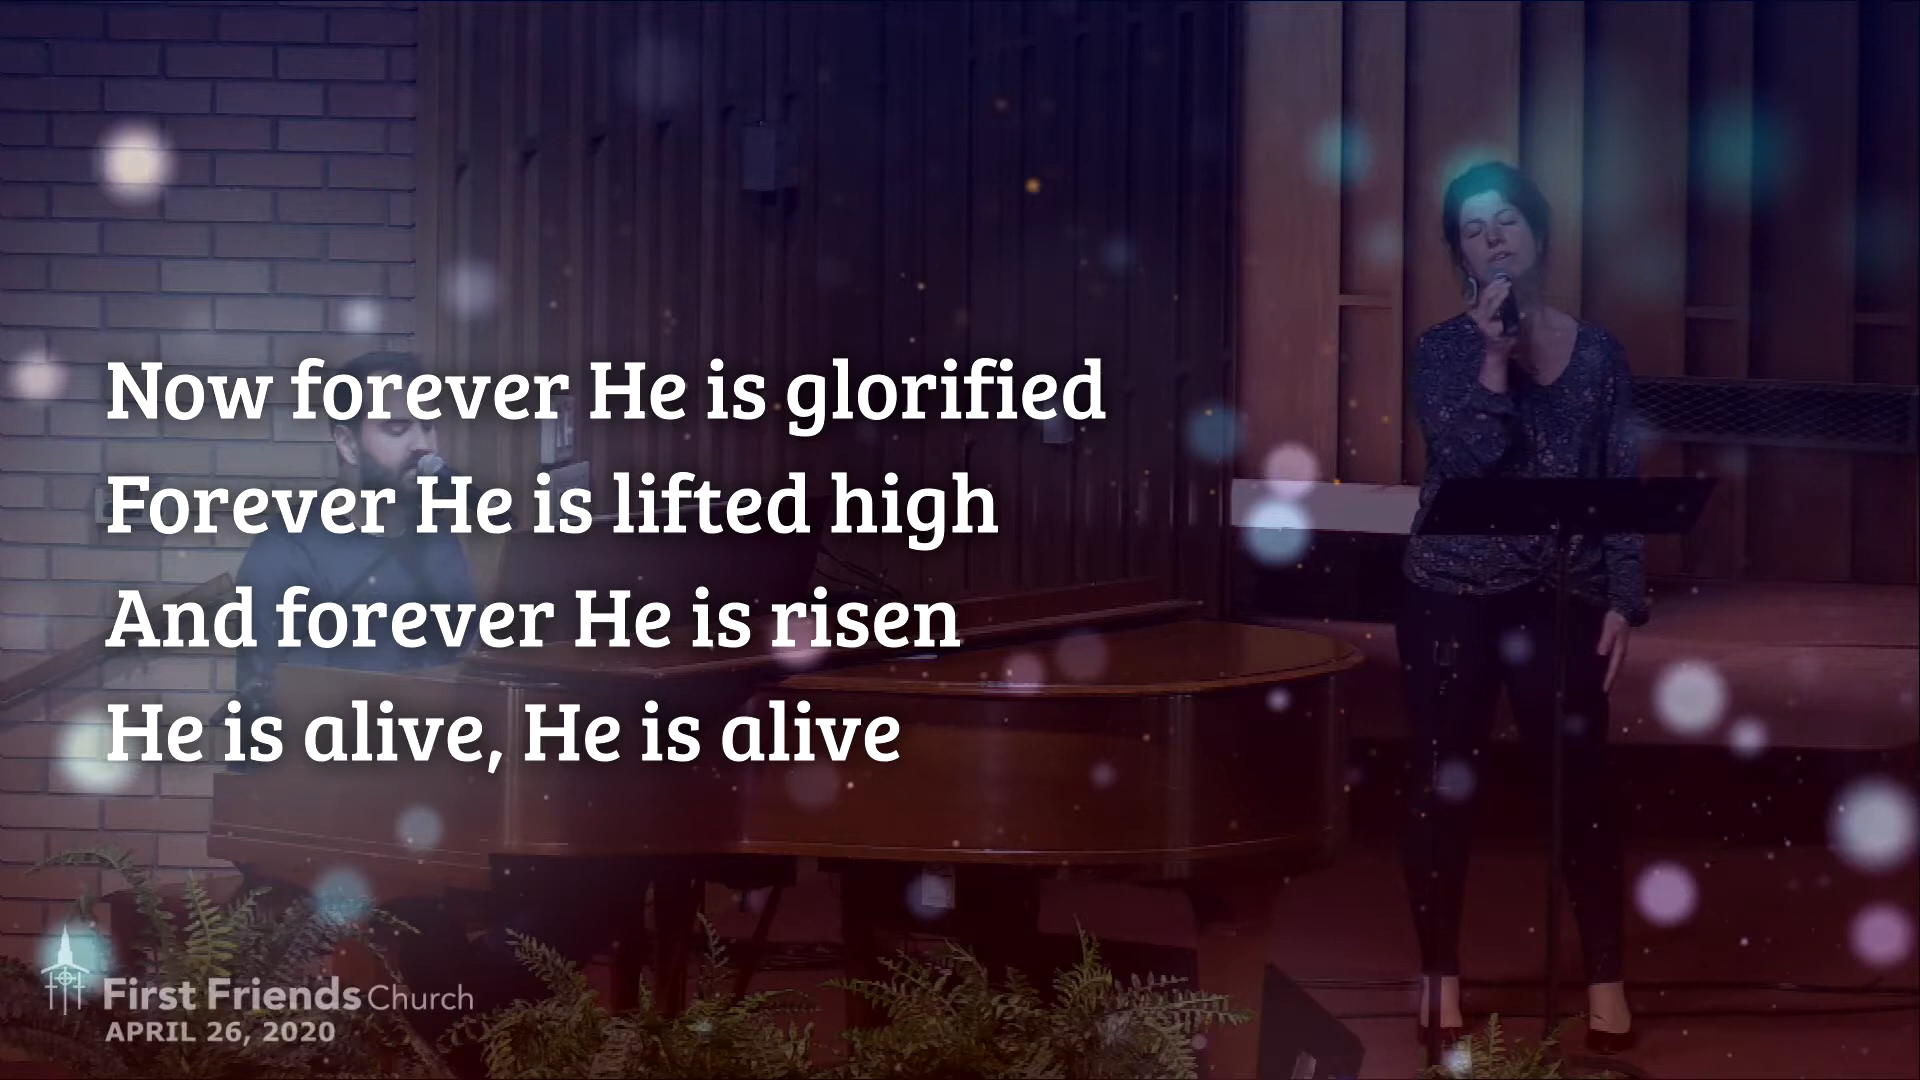 Now forever He is glorified
Forever He is lifted high
And forever He is risen
He is alive, He is alive
First Friends Church
APRIL 26, 2020